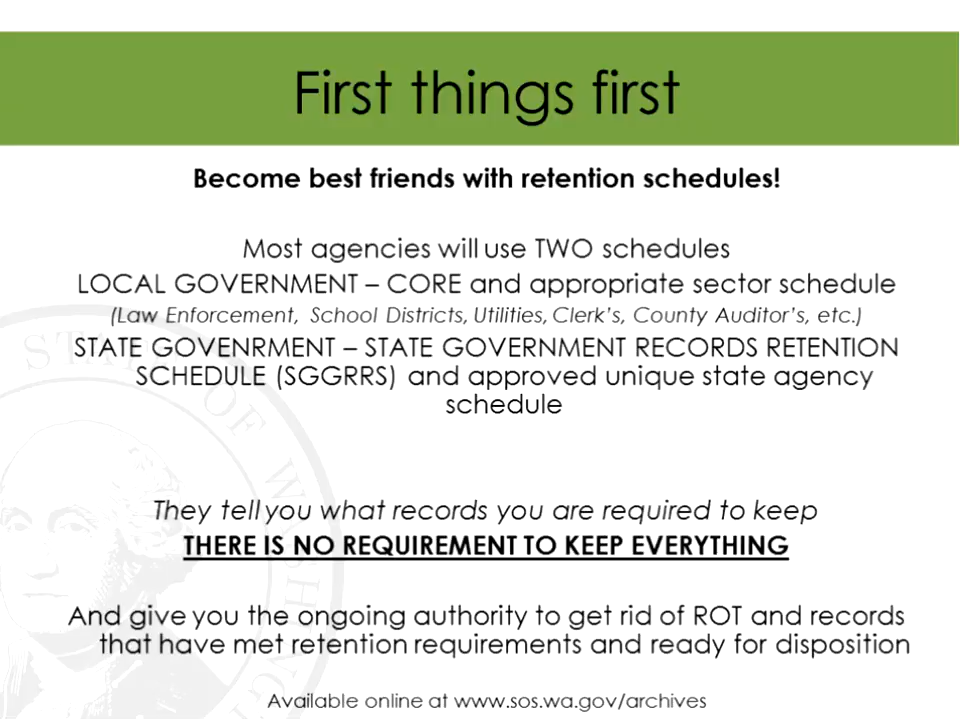 First things first
Become best friends with retention schedules!
Most agencies will use TWO schedules
LOCAL GOVERNMENT – CORE and appropriate sector schedule
(Law Enforcement, School Districts, Utilities, Clerk's, County Auditor's, etc.)
STATE GOVENRMENT – STATE GOVERNMENT RECORDS RETENTION
SCHEDULE (SGGRRS) and approved unique state agency
schedule
They tell you what records you are required to keep
THERE IS NO REQUIREMENT TO KEEP EVERYTHING
And give you the ongoing authority to get rid of ROT and records
that have met retention requirements and ready for disposition
Available online at www.sos.wa.gov/archives
STATE OF WASHING